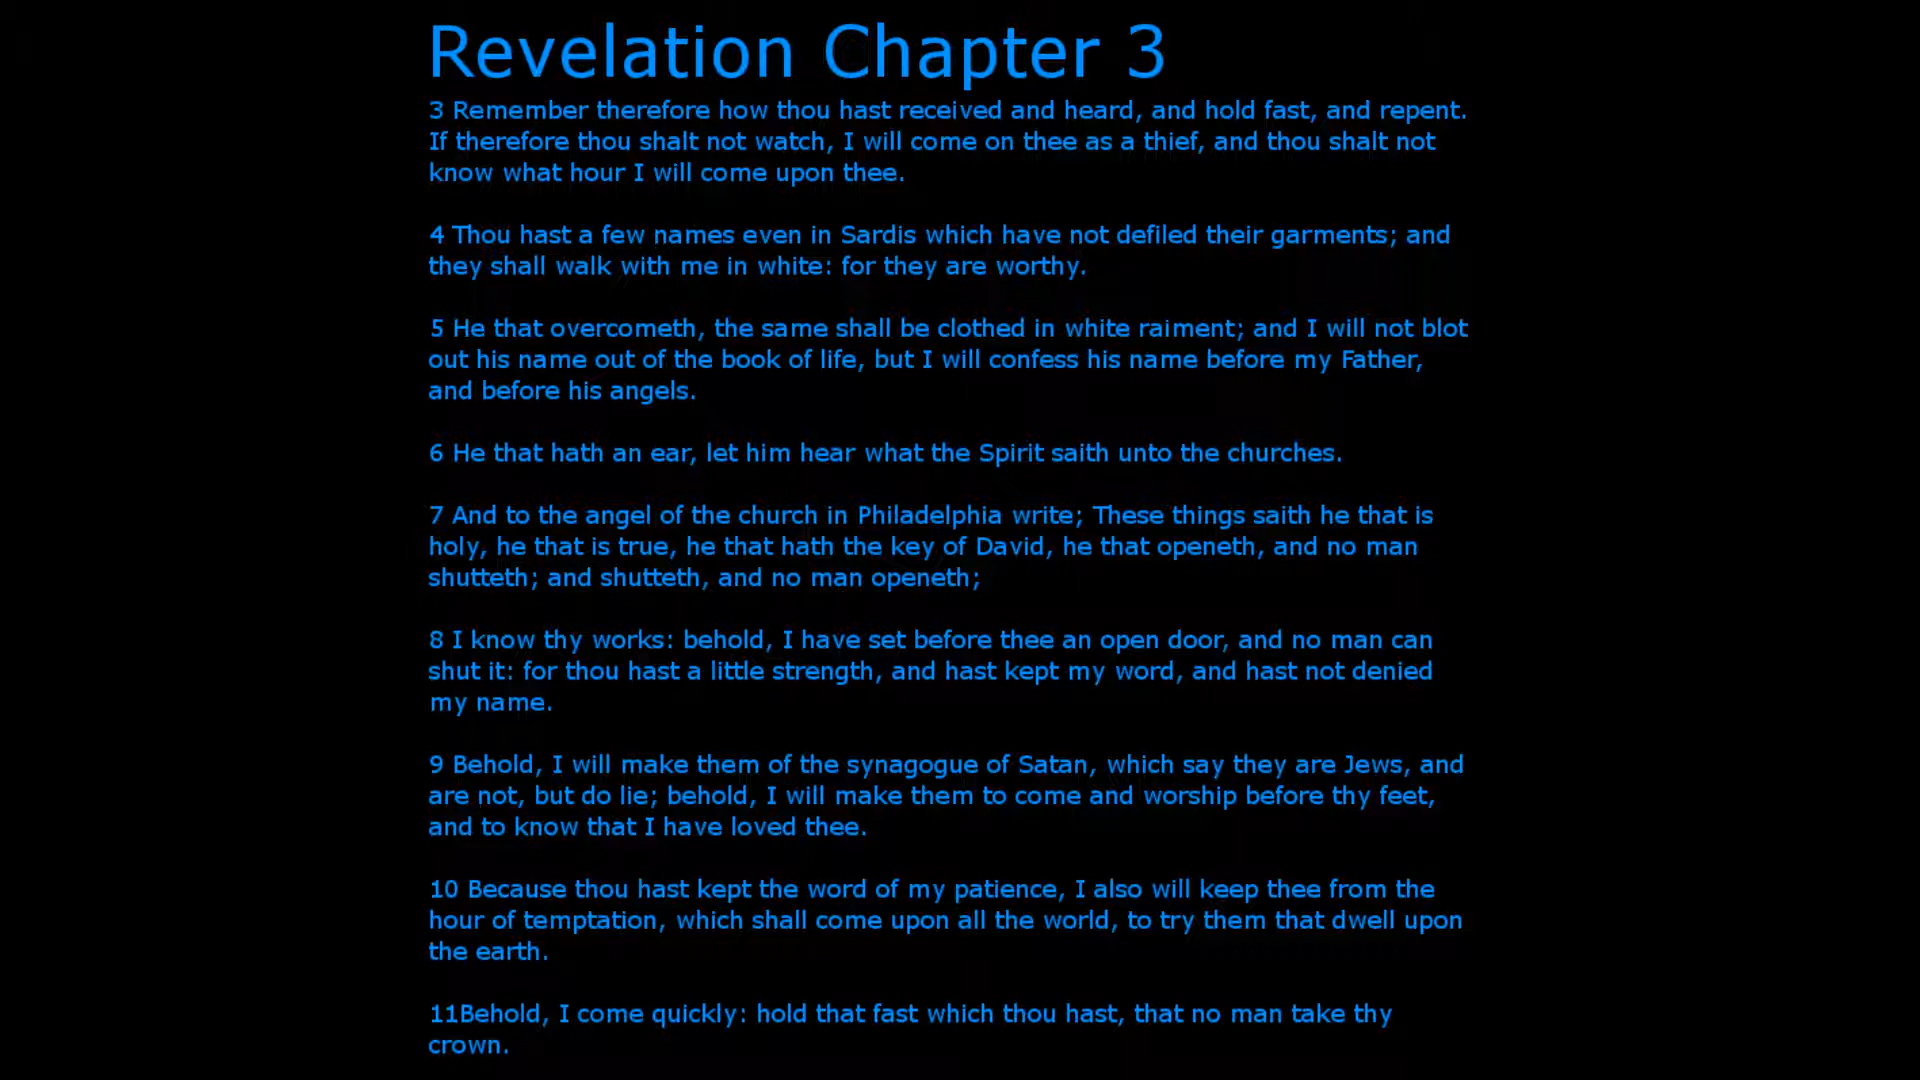 Revelation Chapter 3
3 Remember therefore how thou hast received and heard, and hold fast, and repent.
If therefore thou shalt not watch, I will come on thee as a thief, and thou shalt not
know what hour I will come upon thee.
4 Thou hast a few names even in Sardis which have not defiled their garments; and
they shall walk with me in white: for they are worthy.
5 He that overcometh, the same shall be clothed in white raiment; and I will not blot
out his name out of the book of life, but I will confess his name before my Father,
and before his angels.
6 He that hath an ear, let him hear what the Spirit saith unto the churches.
7 And to the angel of the church in Philadelphia write; These things saith he that is
holy, he that is true, he that hath the key of David, he that openeth, and no man
shutteth; and shutteth, and no man openeth;
8 I know thy works: behold, I have set before thee an open door, and no man can
shut it: for thou hast a little strength, and hast kept my word, and hast not denied
my name.
9 Behold, I will make them of the synagogue of Satan, which say they are Jews, and
are not, but do lie; behold, I will make them to come and worship before thy feet,
and to know that I have loved thee.
10 Because thou hast kept the word of my patience, I also will keep thee from the
hour of temptation, which shall come upon all the world, to try them that dwell upon
the earth.
11Behold, I come quickly: hold that fast which thou hast, that no man take thy
crown.